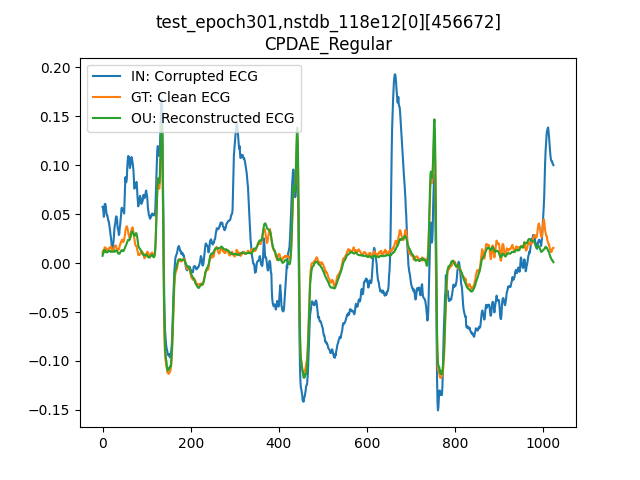 test_epoch301,nstdb_118e12[0][456672]
CPDAE_Regular
IN: Corrupted ECG
GT: Clean ECG
OU: Reconstructed ECG
0.20
0.15
0.10
0.05
0.00
−0.05
−0.10
−0.15
0 200 400 600 800 1000